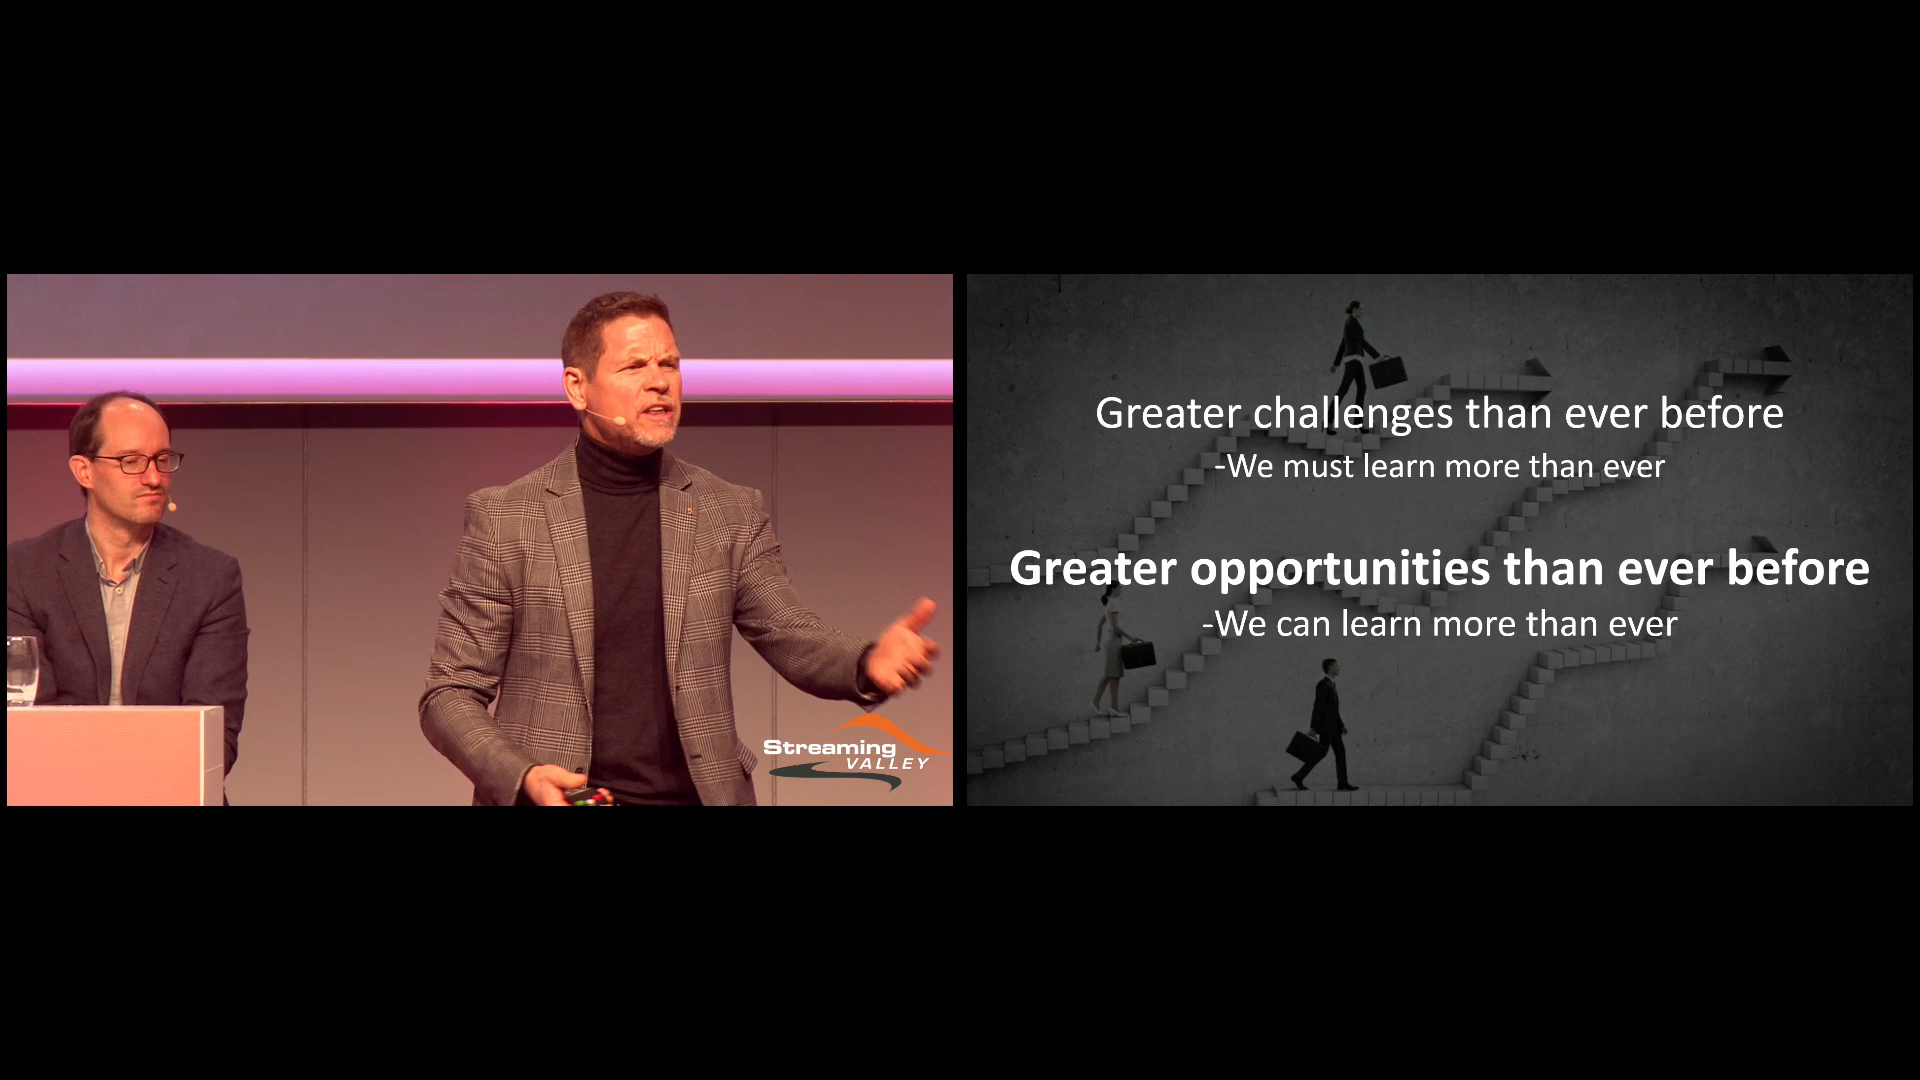 Streaming
VALLEY
Greater challenges than ever before
-We must learn more than ever
Greater opportunities than ever before
-We can learn more than ever